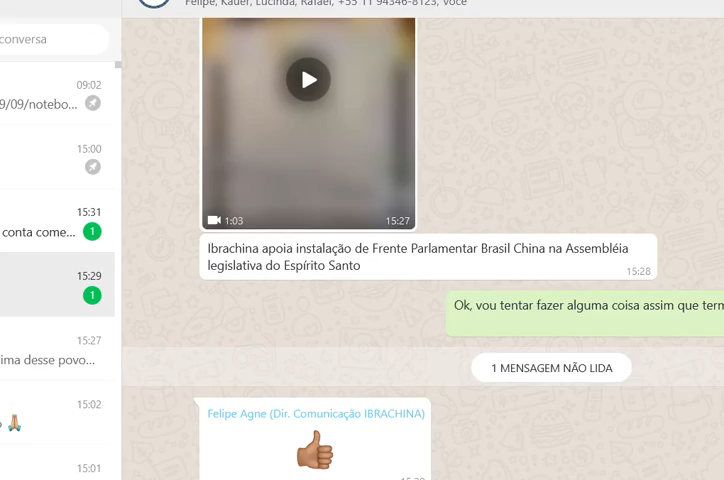 Felipe, Kauer, Lucinda, Rafael, +55 11 94346-8123, Você
conversa
09:02
9/09/notebo...
15:00
15:31
conta come...
1
15:29
1
15:27
ima desse povo...
15:02
15:01
1:03
15:27
Ibrachina apoia instalação de Frente Parlamentar Brasil China na Assembléia
legislativa do Espírito Santo
15:28
Ok, vou tentar fazer alguma coisa assim que term
1 MENSAGEM NÃO LIDA
Felipe Agne (Dir. Comunicação IBRACHINA)